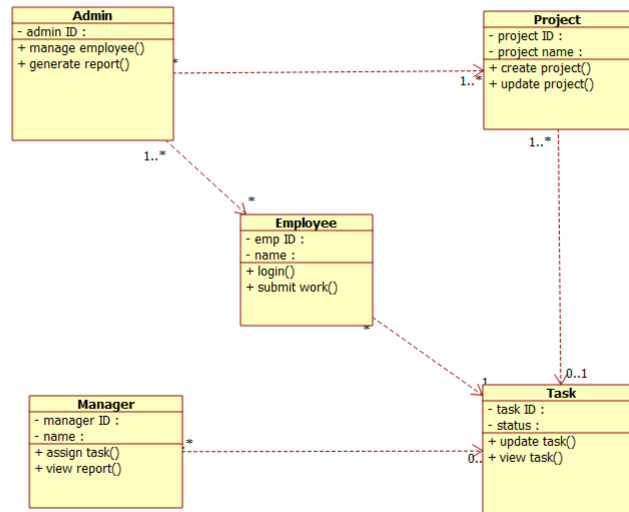 Admin
- admin ID :
+ manage employee()
+ generate report()
*
1..*
Project
- project ID :
- project name :
+ create project()
+ update project()
1..*
1..*
*
Employee
- emp ID :
- name :
+ login()
+ submit work()
*
1
0..1
Manager
- manager ID :
- name :
+ assign task()
+ view report()
.*
0..
Task
- task ID :
- status :
+ update task()
+ view task()